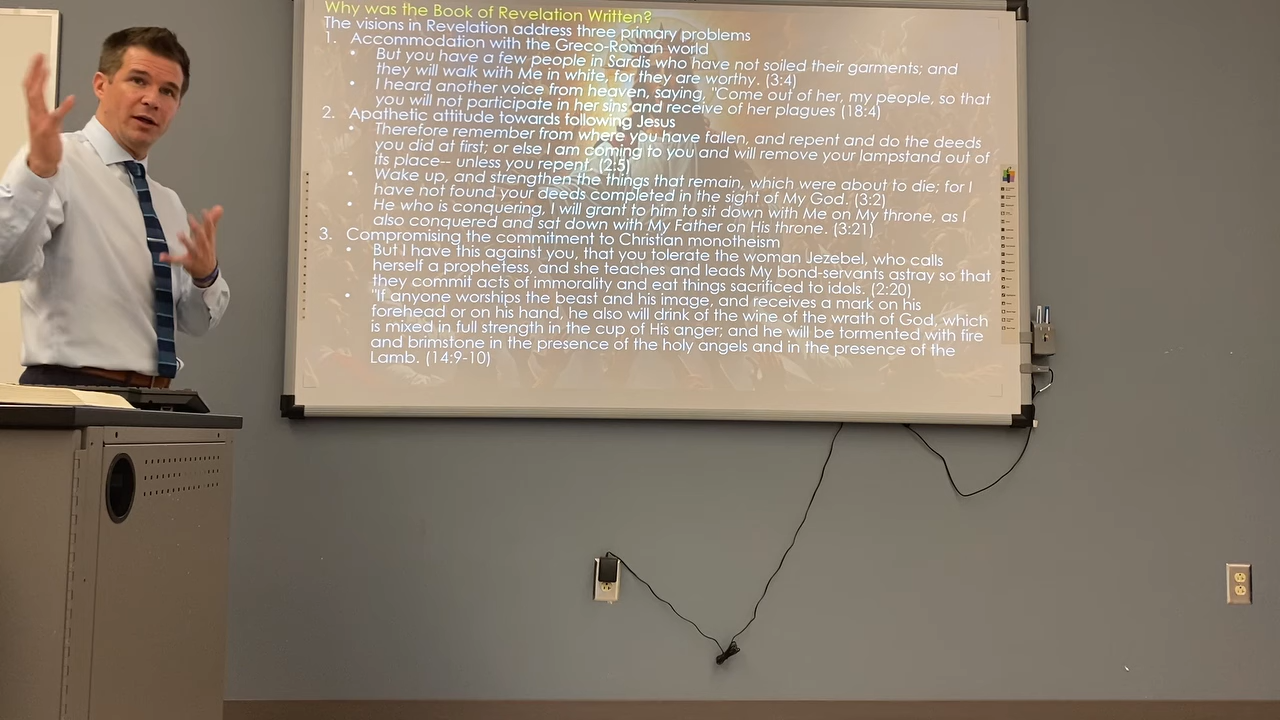 Why was the Book of Revelation Written?
The visions in Revelation address three primary problems
1. Accommodation with the Greco-Roman world
• But you have a few people in Sardis who have not soiled their garments; and
they will walk with Me in white, for they are worthy. (3:4)
• I heard another voice from heaven, saying, "Come out of her, my people, so that
you will not participate in her sins and receive of her plagues (18:4)
2. Apathetic attitude towards following Jesus
• Therefore remember from where you have fallen, and repent and do the deeds
you did at first; or else I am coming to you and will remove your lampstand out of
its place-- unless you repent. (2:5)
• Wake up, and strengthen the things that remain, which were about to die; for I
have not found your deeds completed in the sight of My God. (3:2)
• He who is conquering, I will grant to him to sit down with Me on My throne, as I
also conquered and sat down with My Father on His throne. (3:21)
3. Compromising the commitment to Christian monotheism
• But I have this against you, that you tolerate the woman Jezebel, who calls
herself a prophetess, and she teaches and leads My bond-servants astray so that
they commit acts of immorality and eat things sacrificed to idols. (2:20)
• "If anyone worships the beast and his image, and receives a mark on his
forehead or on his hand, he also will drink of the wine of the wrath of God, which
is mixed in full strength in the cup of His anger; and he will be tormented with fire
and brimstone in the presence of the holy angels and in the presence of the
Lamb. (14:9-10)